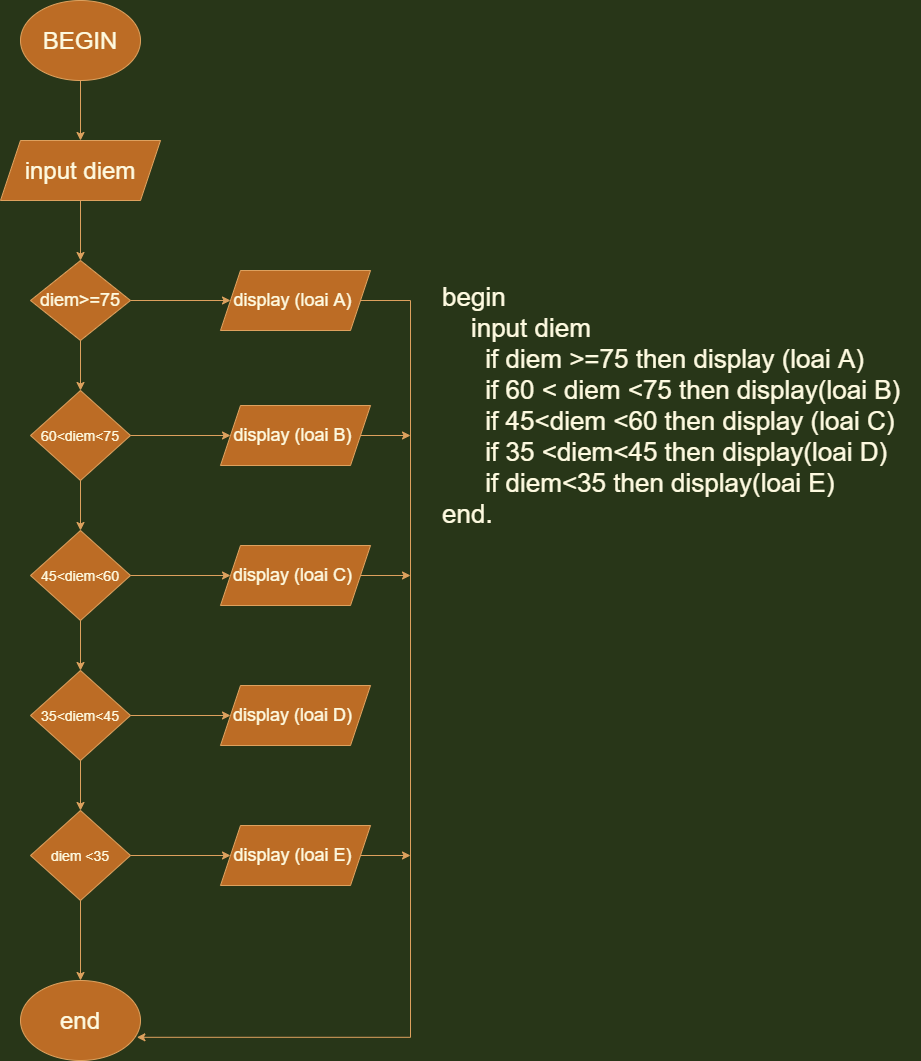 BEGIN
input diem
diem>=75
display (loai A)
60<diem<75
display (loai B)
45<diem<60
display (loai C)
35<diem<45
display (loai D)
diem <35
display (loai E)
end
begin
input diem
if diem >=75 then display (loai A)
if 60 < diem <75 then display(loai B)
if 45<diem <60 then display (loai C)
if 35 <diem<45 then display(loai D)
if diem<35 then display(loai E)
end.